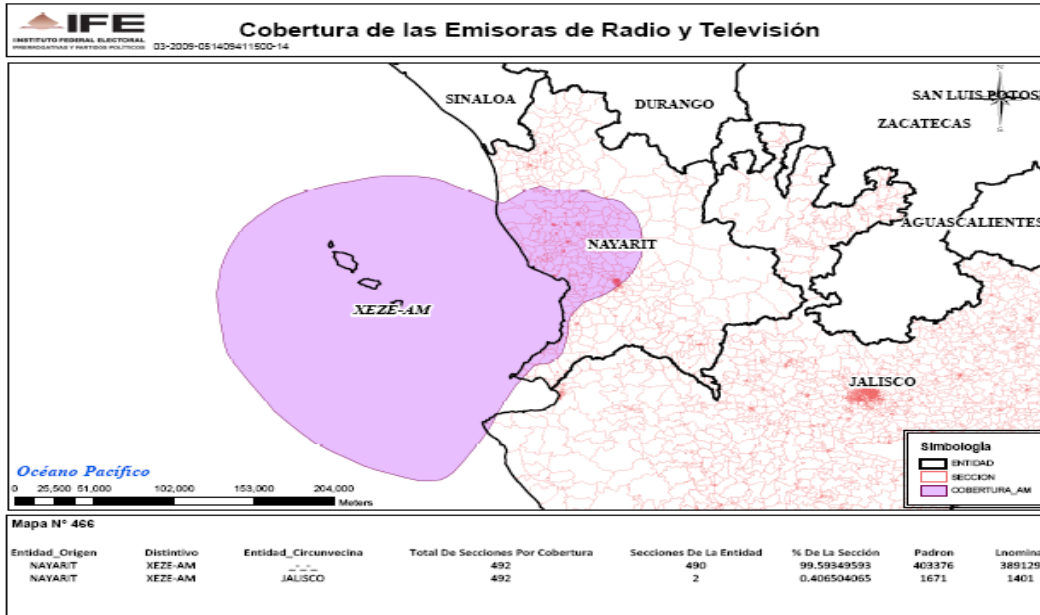 IFE
INSTITUTO FEDERAL ELECTORAL
PRERROGATIVAS Y PARTIDOS POLÍTICOS
03-2009-051409411500-14
Cobertura de las Emisoras de Radio y Televisión
SINALOA
DURANGO
SAN LUIS POTOSI
ZACATECAS
AGUASCALIENTES
NAYARIT
XEZE-AM
JALISCO
Océano Pacífico
0 25,500 51,000 102,000 153,000 204,000
Meters
N
Simbología
ENTIDAD
SECCION
COBERTURA_AM
Mapa N° 466
Entidad_Origen Distintivo Entidad_Circunvecina Total De Secciones Por Cobertura Secciones De La Entidad % De La Sección Padron Lnomina
NAYARIT XEZE-AM -.-.- 492 490 99.59349593 403376 389129
NAYARIT XEZE-AM JALISCO 492 2 0.406504065 1671 1401